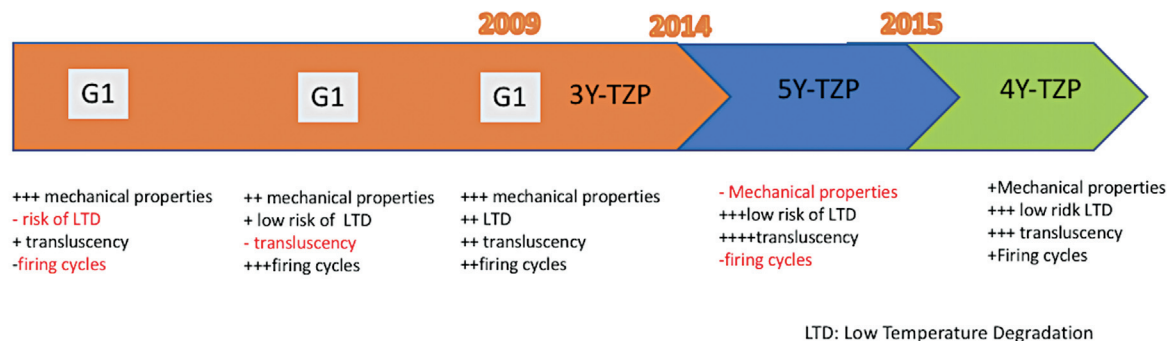 2009
2014
2015
G1
G1
G1
3Y-TZP
5Y-TZP
4Y-TZP
+++ mechanical properties
- risk of LTD
+ transluscency
-firing cycles
++ mechanical properties
+ low risk of LTD
- transluscency
+++firing cycles
+++ mechanical properties
++ LTD
++ transluscency
++firing cycles
- Mechanical properties
+++low risk of LTD
++++transluscency
-firing cycles
+Mechanical properties
+++ low ridk LTD
+++ transluscency
+Firing cycles
LTD: Low Temperature Degradation